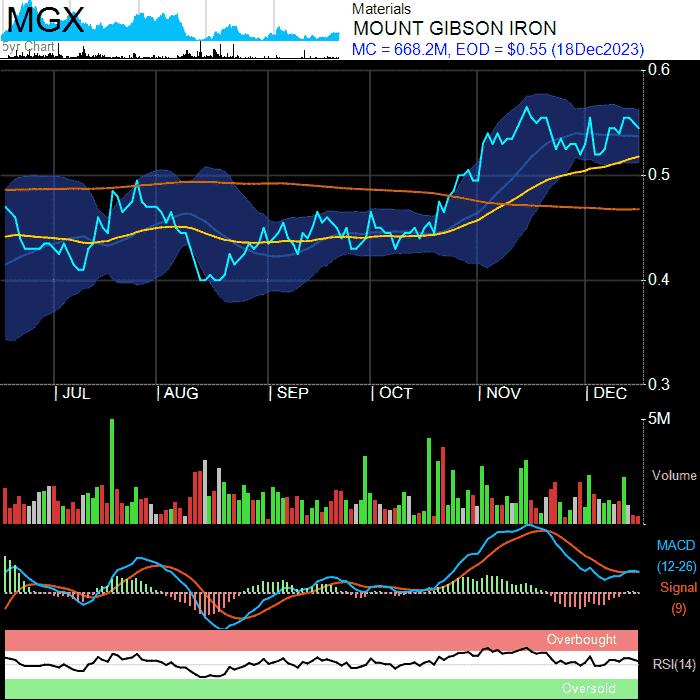 MGX
5yr Chart
Materials
MOUNT GIBSON IRON
MC = 668.2M, EOD = $0.55 (18Dec2023)
0.6
0.5
0.4
0.3
JUL AUG SEP OCT NOV DEC
5M
Volume
MACD
(12-26)
Signal
(9)
Overbought
RSI(14)
Oversold